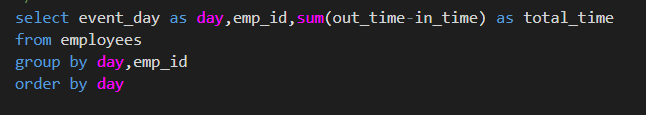 select event_day as day,emp_id,sum(out_time-in_time) as total_time
from employees
group by day,emp_id
order by day